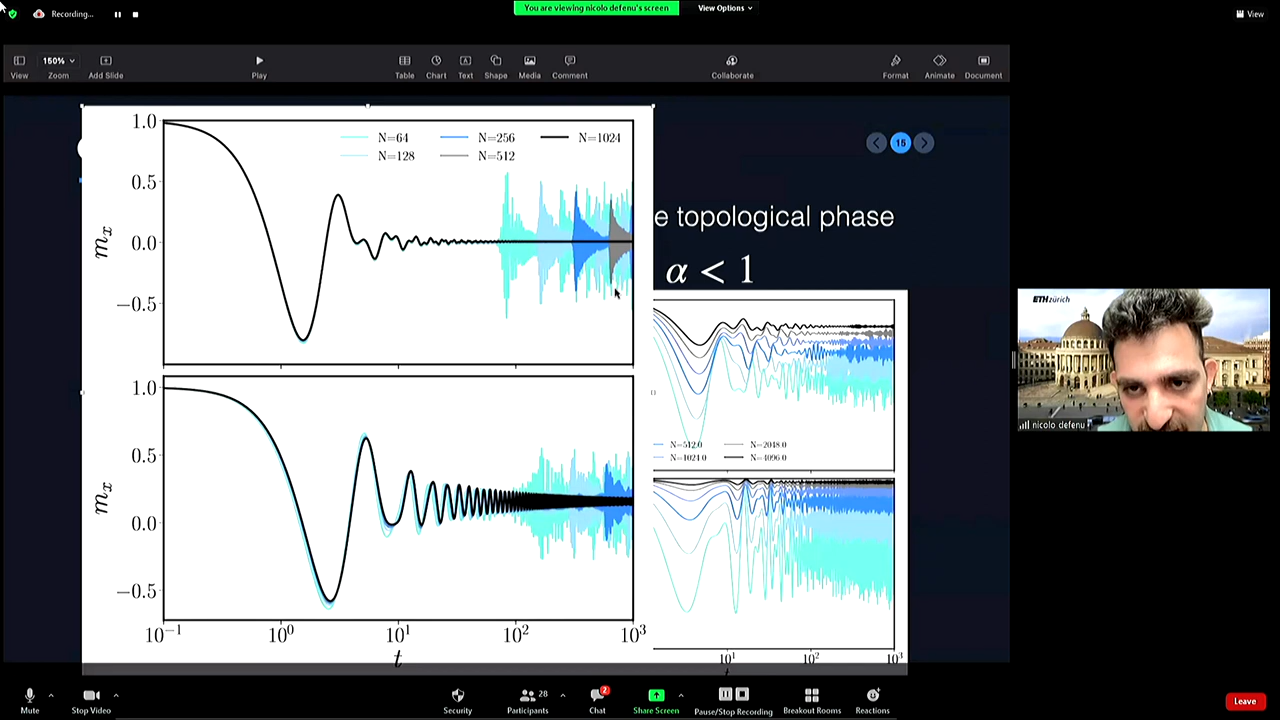 Recording...
You are viewing nicolo defenu's screen
View Options
View
View
150%
Zoom
Add Slide
Play
Table
Chart
Text
Shape
Media
Comment
Collaborate
Format
Animate
Document
15
e topological phase
α < 1
1.0
0.5
0.0
−0.5
m_x
N=64
N=128
N=256
N=512
N=1024
1.0
0.5
0.0
−0.5
m_x
10^{-1}
10^0
10^1
10^2
10^3
t
N=512.0
N=1024.0
N=2048.0
N=4096.0
10^1
10^2
10^3
ETH zürich
nicolo defenu
Mute
Stop Video
Security
Participants
28
Chat
2
Share Screen
Pause/Stop Recording
Breakout Rooms
Reactions
Leave